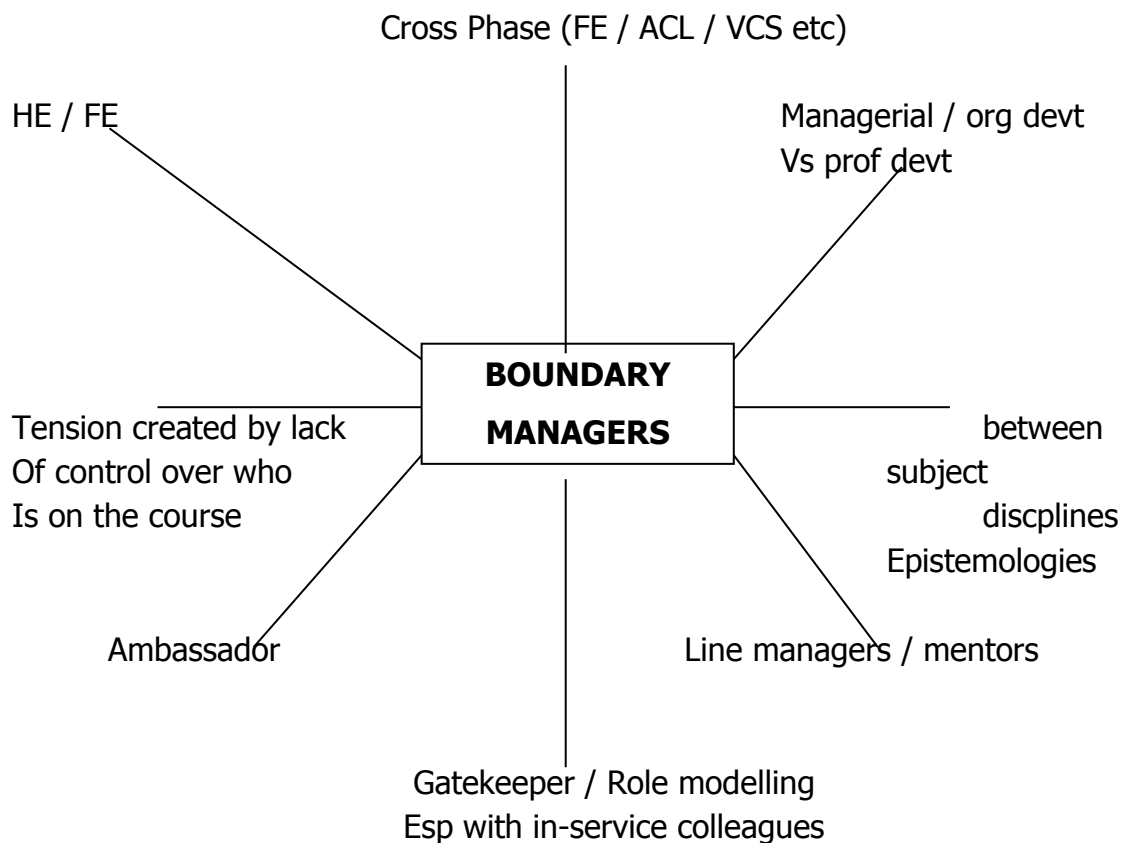 Cross Phase (FE / ACL / VCS etc)
HE / FE
Managerial / org devt
Vs prof devt
BOUNDARY
MANAGERS
Tension created by lack
Of control over who
Is on the course
between
subject
discplines
Epistemologies
Ambassador
Line managers / mentors
Gatekeeper / Role modelling
Esp with in-service colleagues